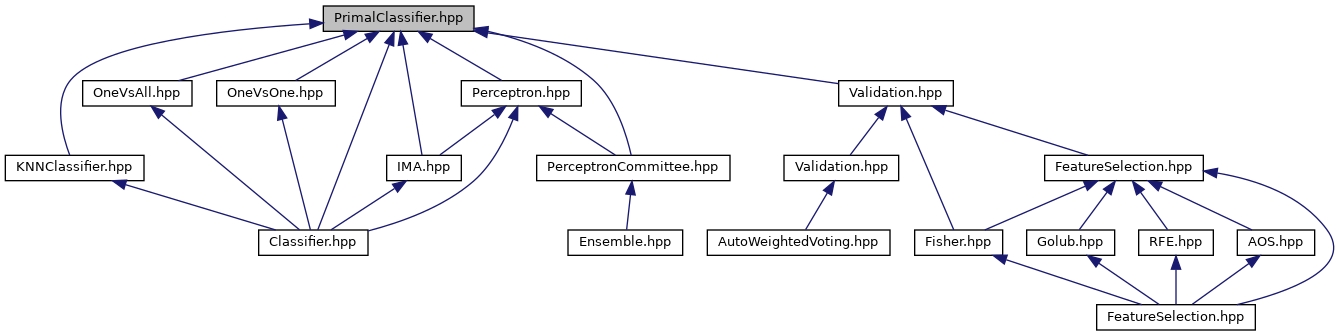 PrimalClassifier.hpp
OneVsAll.hpp
OneVsOne.hpp
Perceptron.hpp
Validation.hpp
KNNClassifier.hpp
IMA.hpp
PerceptronCommittee.hpp
Validation.hpp
FeatureSelection.hpp
Classifier.hpp
Ensemble.hpp
AutoWeightedVoting.hpp
Fisher.hpp
Golub.hpp
RFE.hpp
AOS.hpp
FeatureSelection.hpp